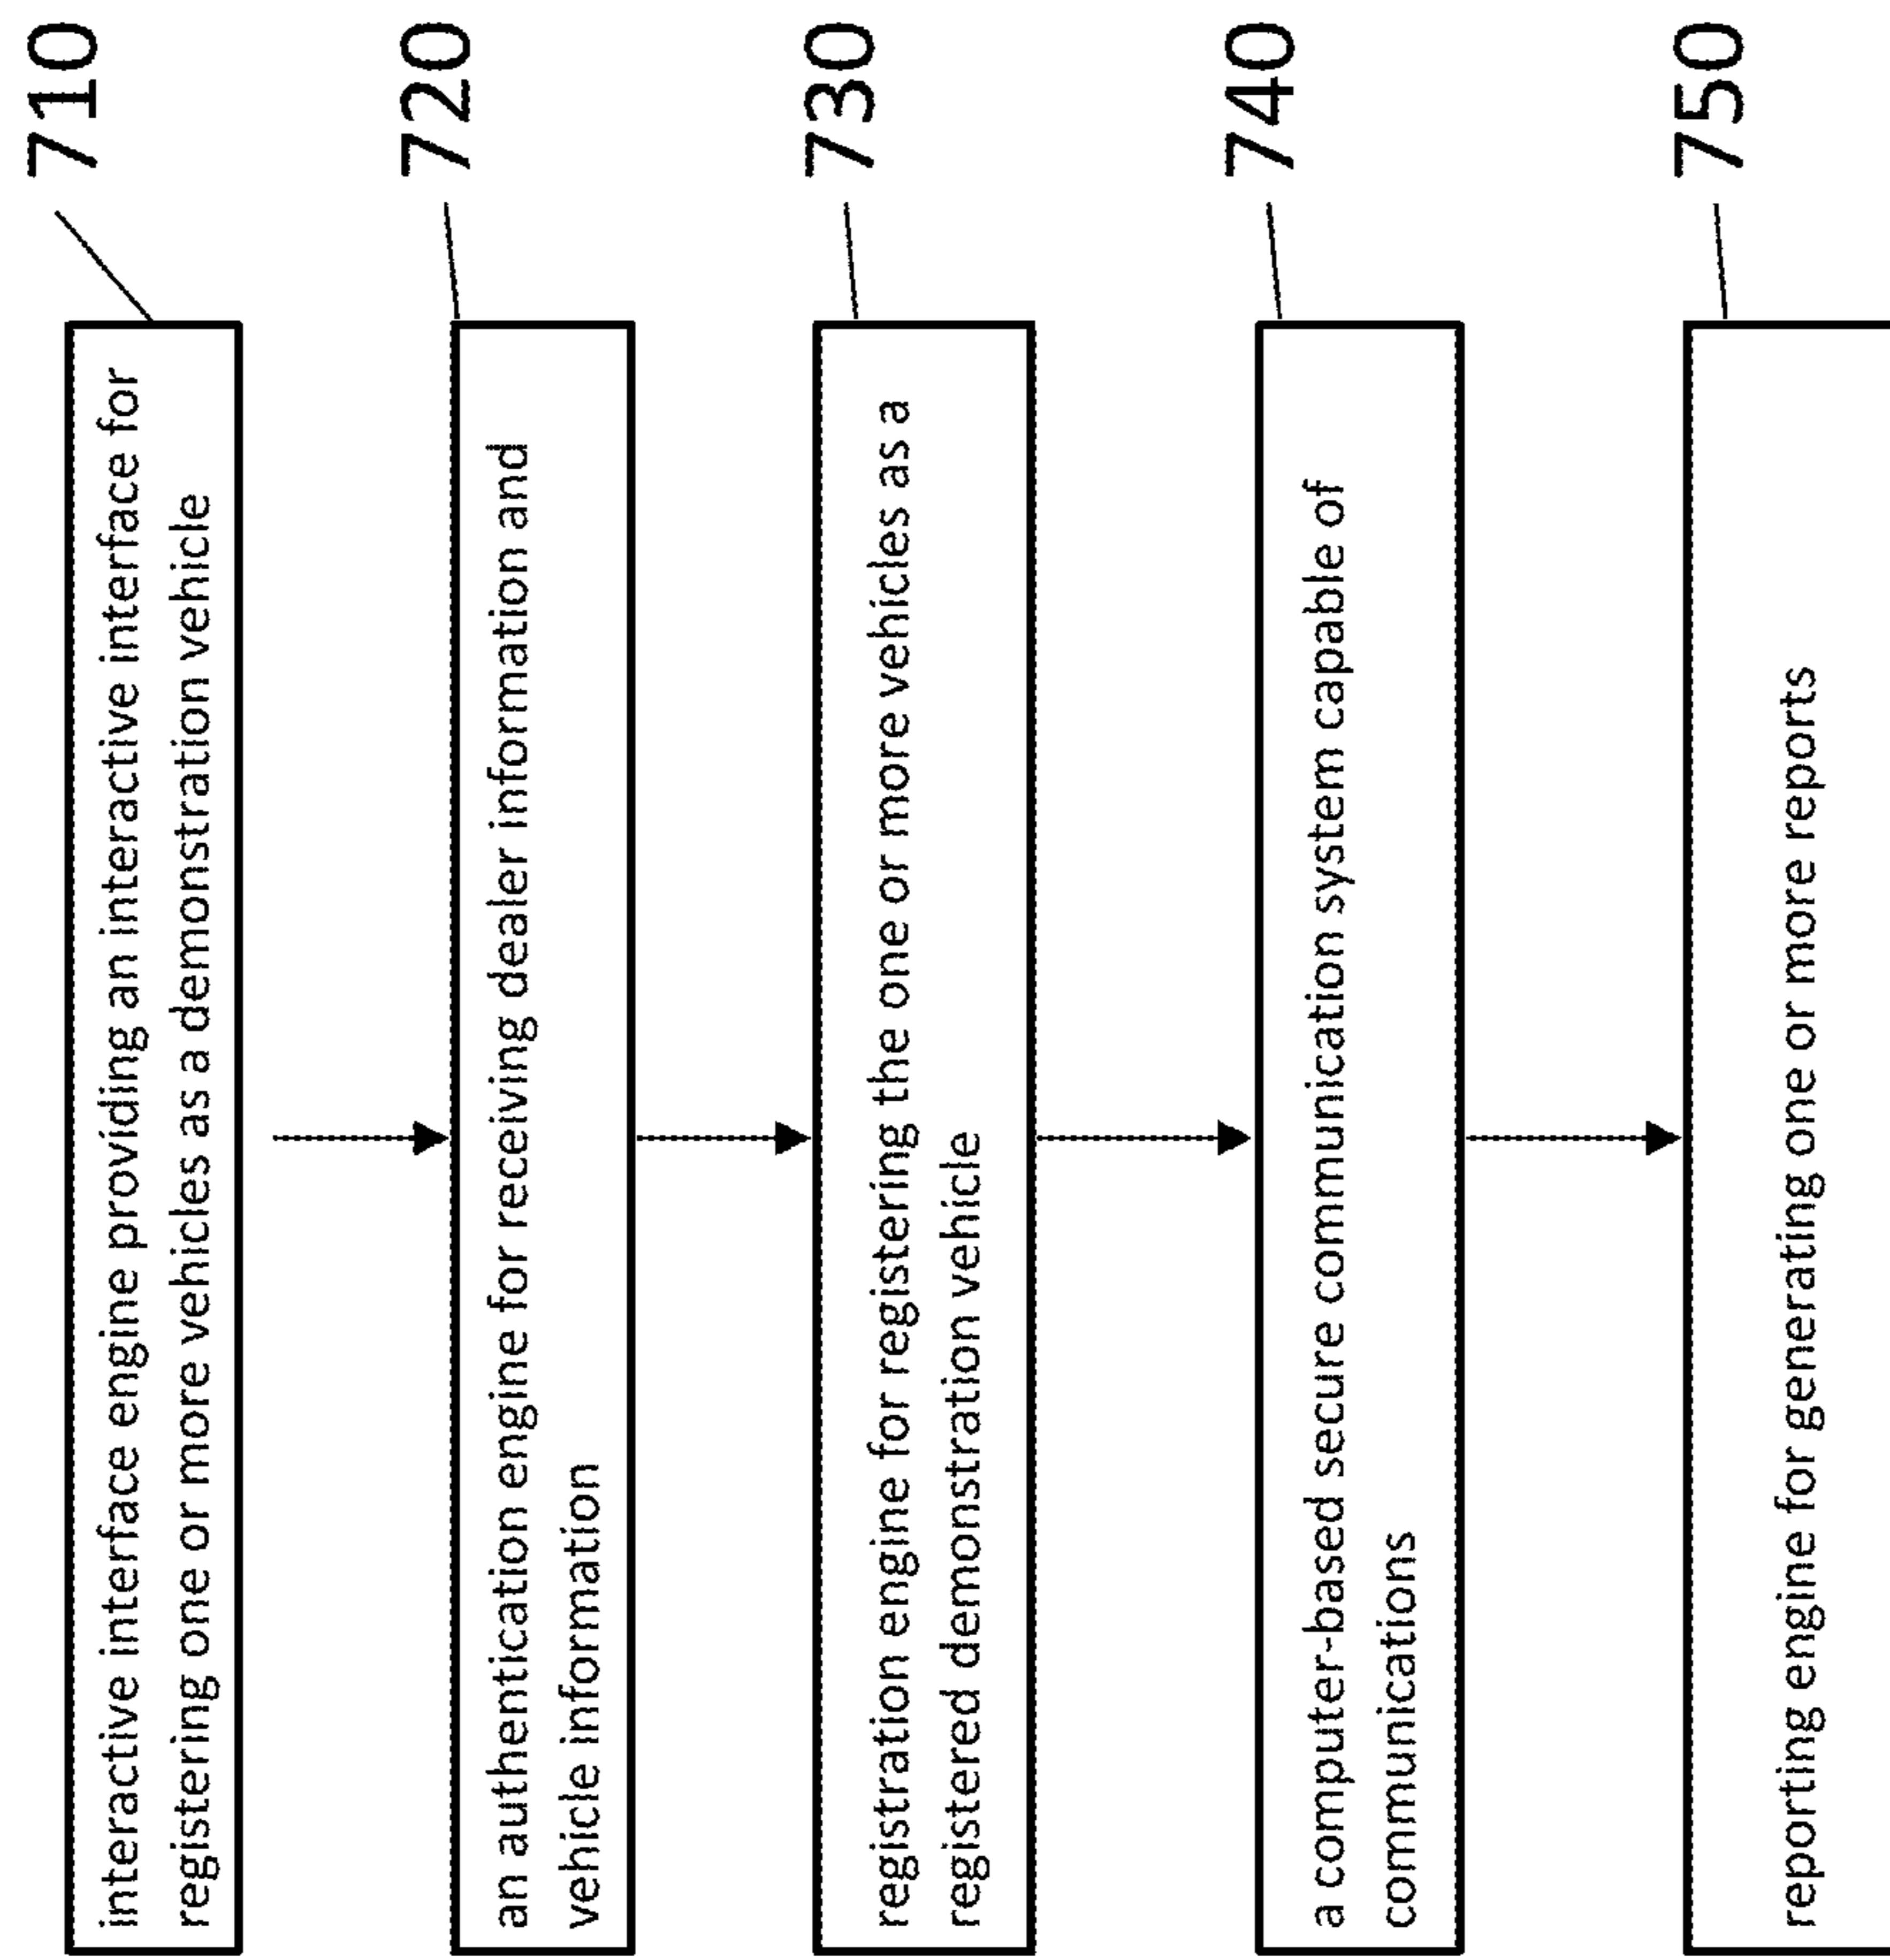 710
interactive interface engine providing an interactive interface for
registering one or more vehicles as a demonstration vehicle
720
an authentication engine for receiving dealer information and
vehicle information
730
registration engine for registering the one or more vehicles as a
registered demonstration vehicle
740
a computer-based secure communication system capable of
communications
750
reporting engine for generating one or more reports